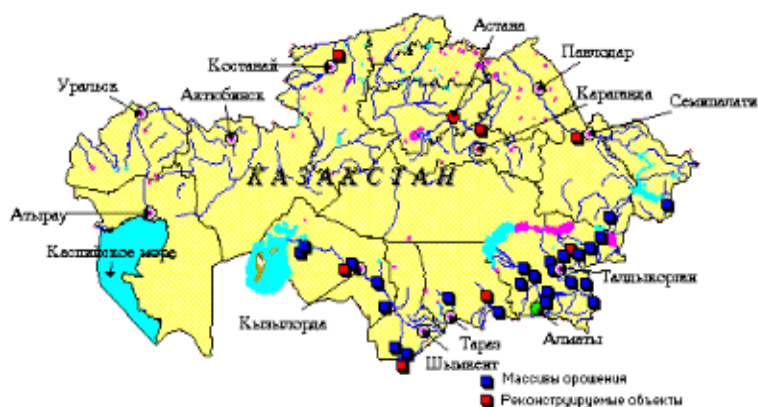 Астана
Костанай
Павлодар
Уральск
Актюбинск
Караганда
Семипалати
КАЗАКСТАН
Атырау
Каспийское море
Талдыкорган
Кызылорда
Тараз
Алматы
Шымкент
Массивы орошения
Реконструируемые объекты